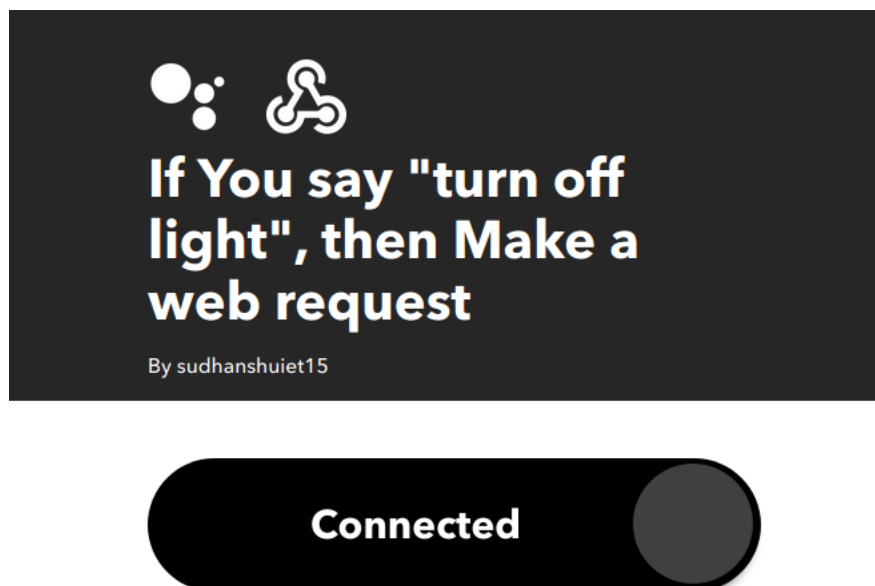 If You say "turn off
light", then Make a
web request
By sudhanshuiet15
Connected